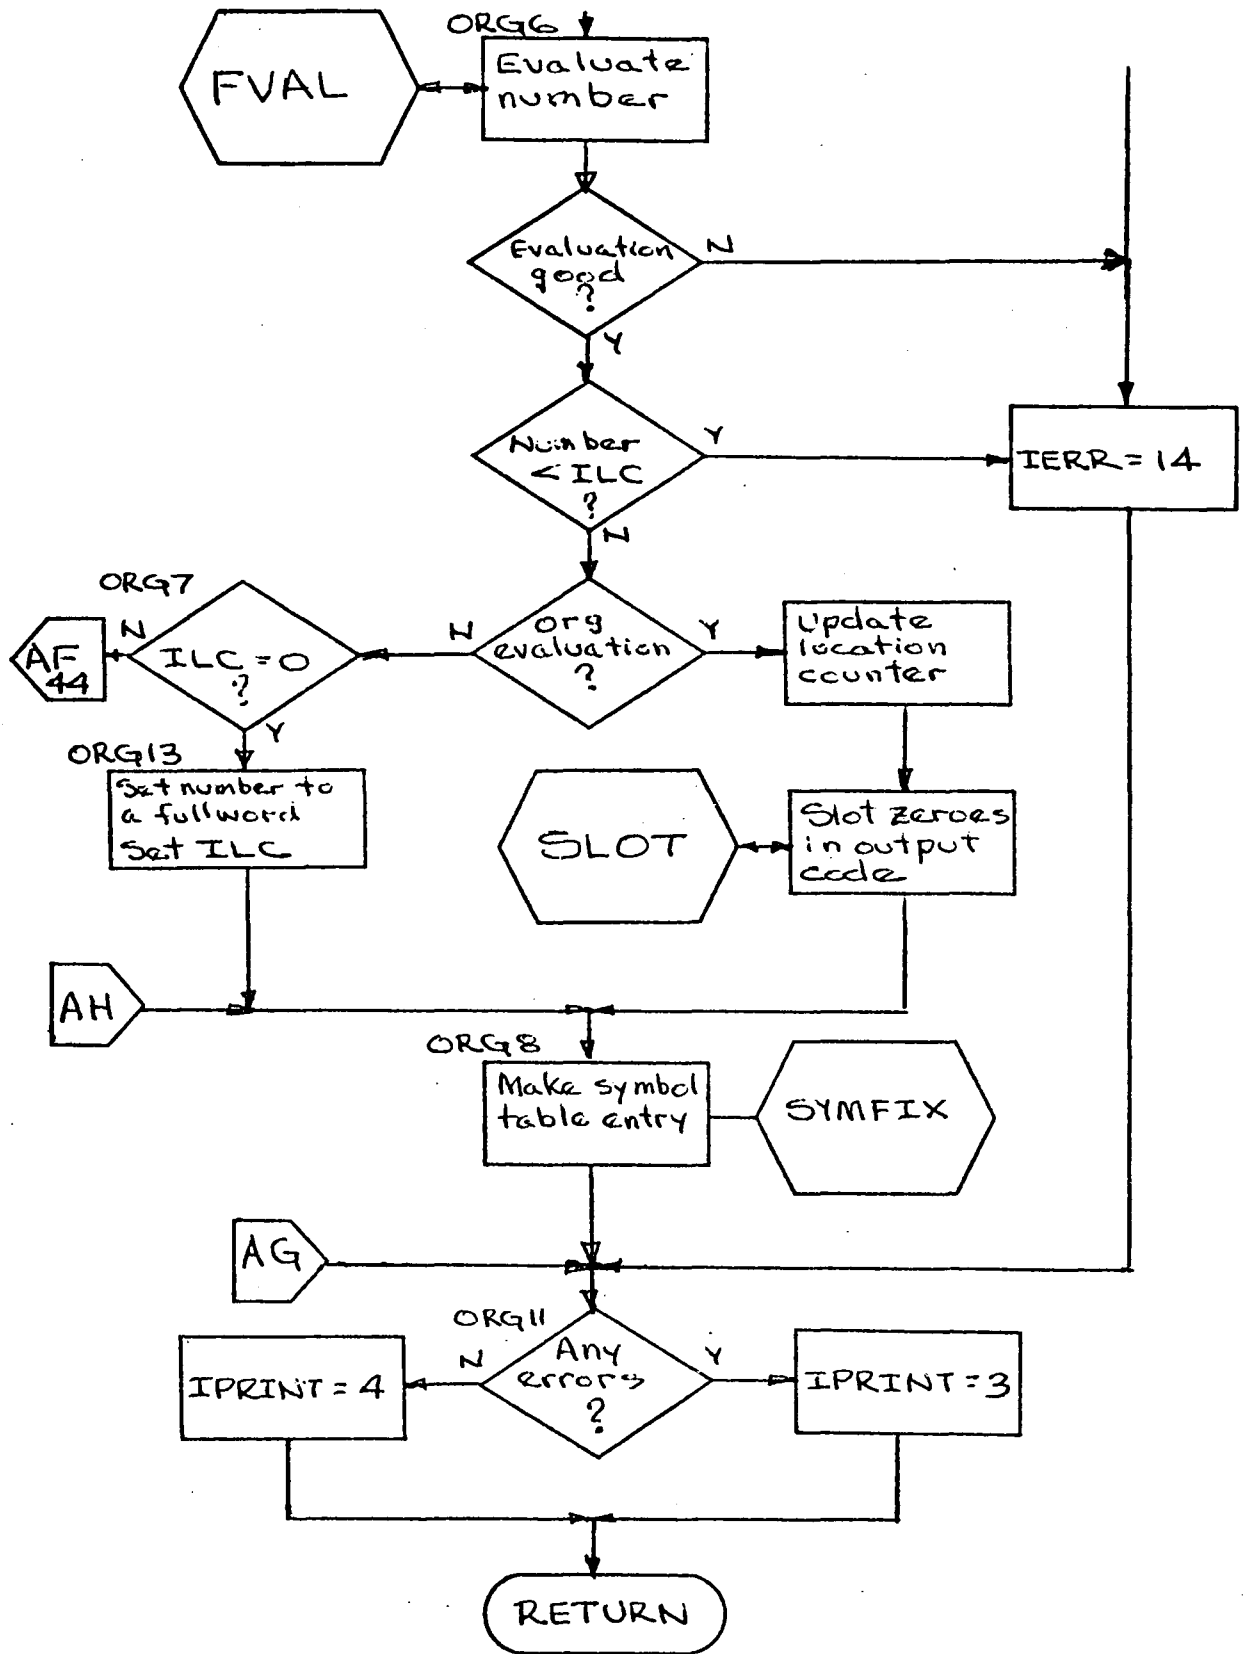 ORG6
FVAL
Evaluate
number
Evaluation
good
?
N
Y
Number
< ILC
?
Y
N
IERR = 14
ORG7
ILC = 0
?
N
Y
AF
44
Org
evaluation
?
N
Y
Update
location
counter
ORG13
Set number to
a fullword
Set ILC
SLOT
Slot zeroes
in output
code
AH
ORG8
Make symbol
table entry
SYMFIX
AG
ORG11
Any
errors
?
N
Y
IPRINT = 4
IPRINT = 3
RETURN